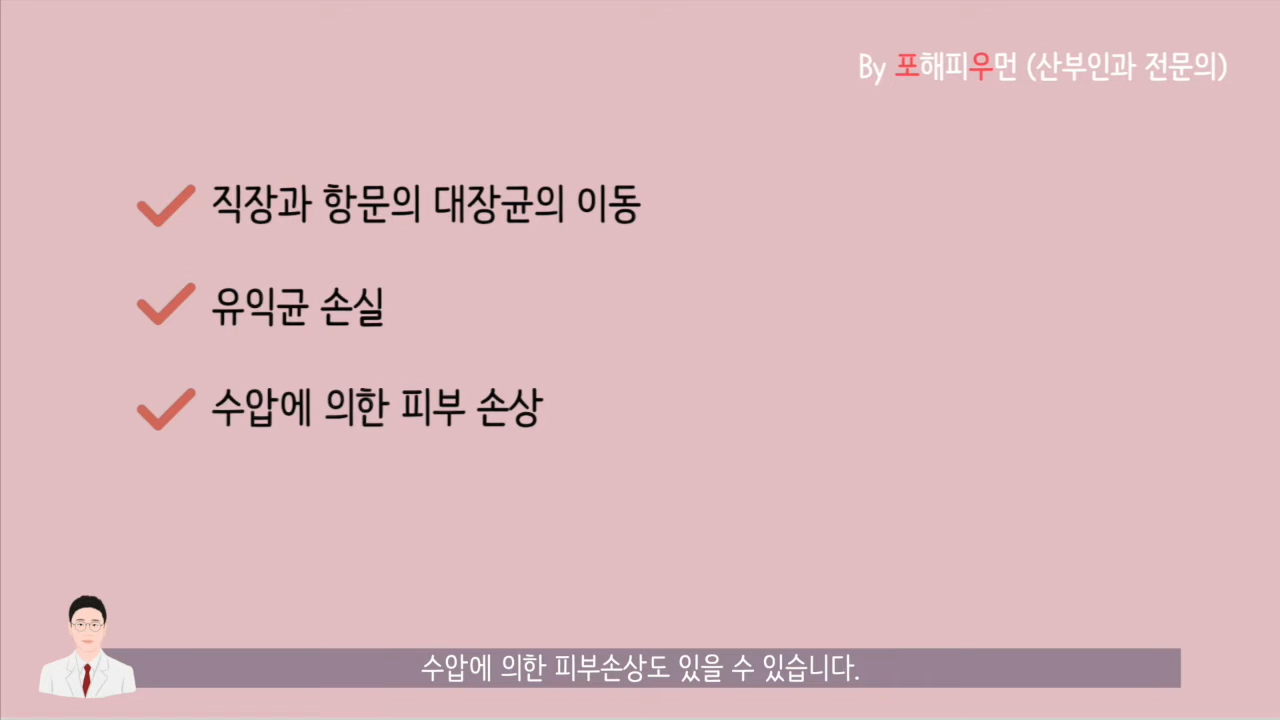 By 포해피우먼 (산부인과 전문의)
직장과 항문의 대장균의 이동
유익균 손실
수압에 의한 피부 손상
수압에 의한 피부손상도 있을 수 있습니다.